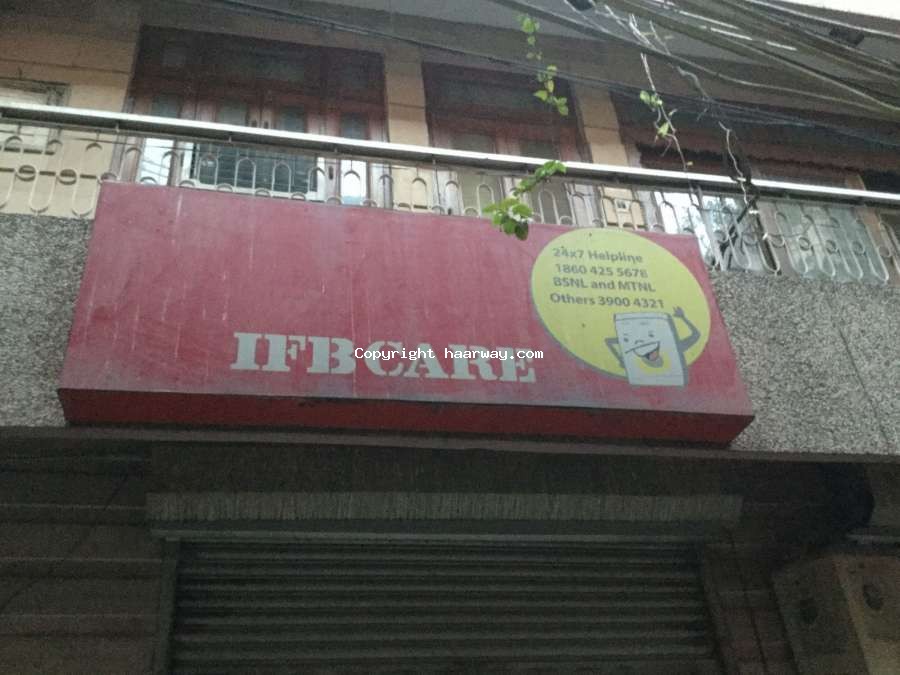 24x7 Helpline
1860 425 5678
BSNL and MTNL
Others 3900 4321
IFBCARE
Copyright haarway.com